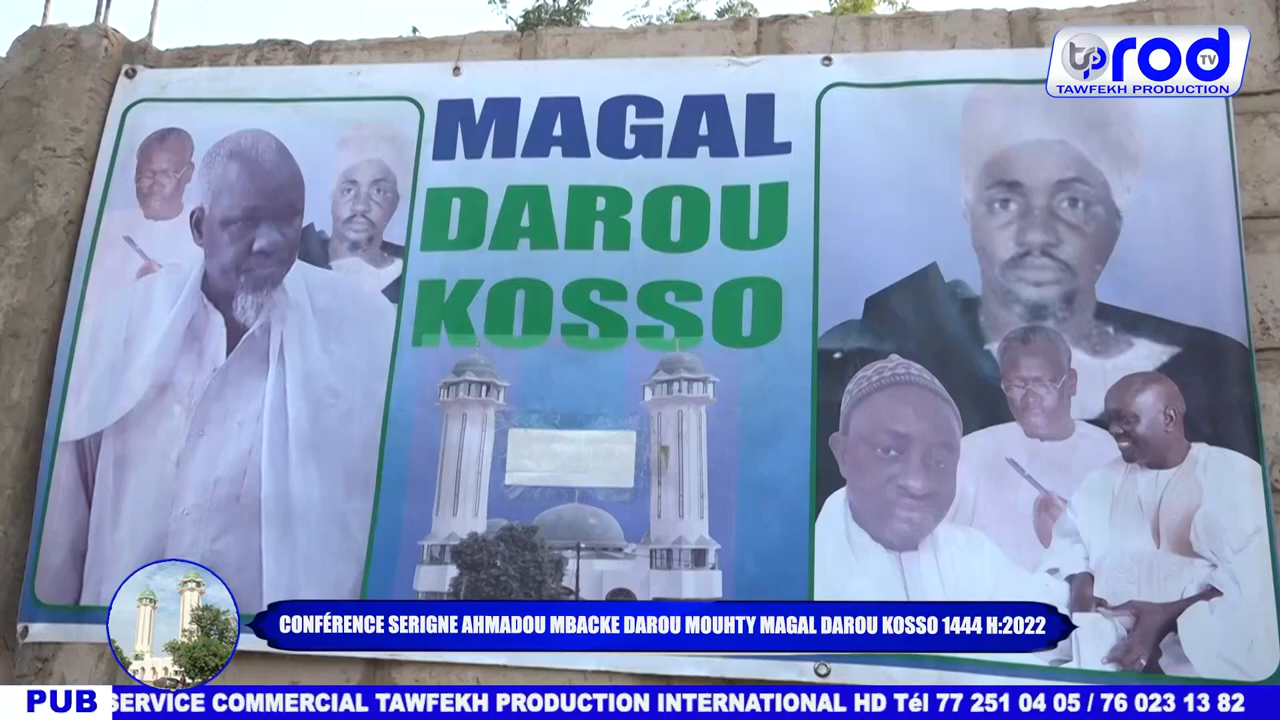 tp rod TV
TAWFEKH PRODUCTION
MAGAL
DAROU
KOSSO
CONFÉRENCE SERIGNE AHMADOU MBACKE DAROU MOUHTY MAGAL DAROU KOSSO 1444 H:2022
PUB SERVICE COMMERCIAL TAWFEKH PRODUCTION INTERNATIONAL HD Tél 77 251 04 05 / 76 023 13 82